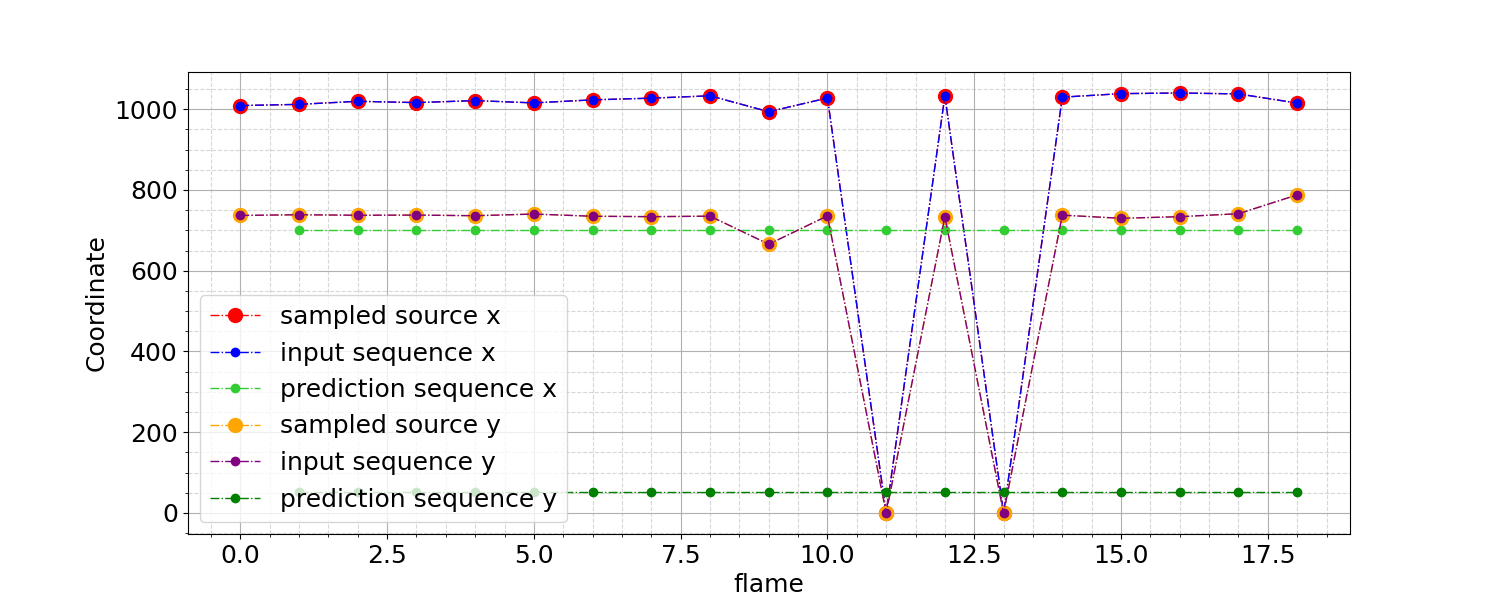 1000
800
600
400
200
0
Coordinate
sampled source x
input sequence x
prediction sequence x
sampled source y
input sequence y
prediction sequence y
0.0 2.5 5.0 7.5 10.0 12.5 15.0 17.5
flame